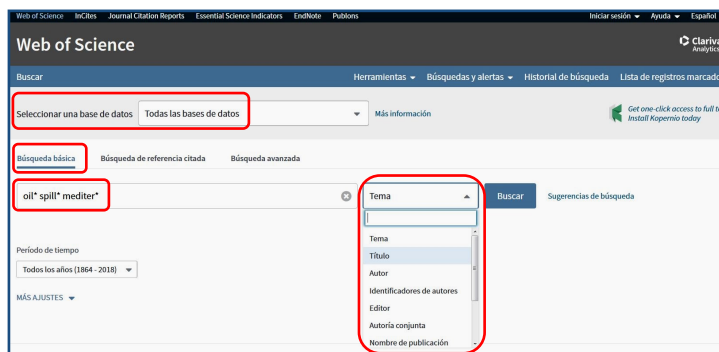 Web of Science InCites Journal Citation Reports Essential Science Indicators EndNote Publons Iniciar sesión Ayuda Español
Web of Science
Clariva
Analytics
Buscar Herramientas Búsquedas y alertas Historial de búsqueda Lista de registros marcado
Seleccionar una base de datos Todas las bases de datos Más información
Get one-click access to full t
Install Kopernio today
Búsqueda básica Búsqueda de referencia citada Búsqueda avanzada
oil* spill* mediter* Tema Buscar Sugerencias de búsqueda
Tema
Período de tiempo
Título
Todos los años (1864 - 2018)
Autor
Identificadores de autores
MÁS AJUSTES
Editor
Autoría conjunta
Nombre de publicación